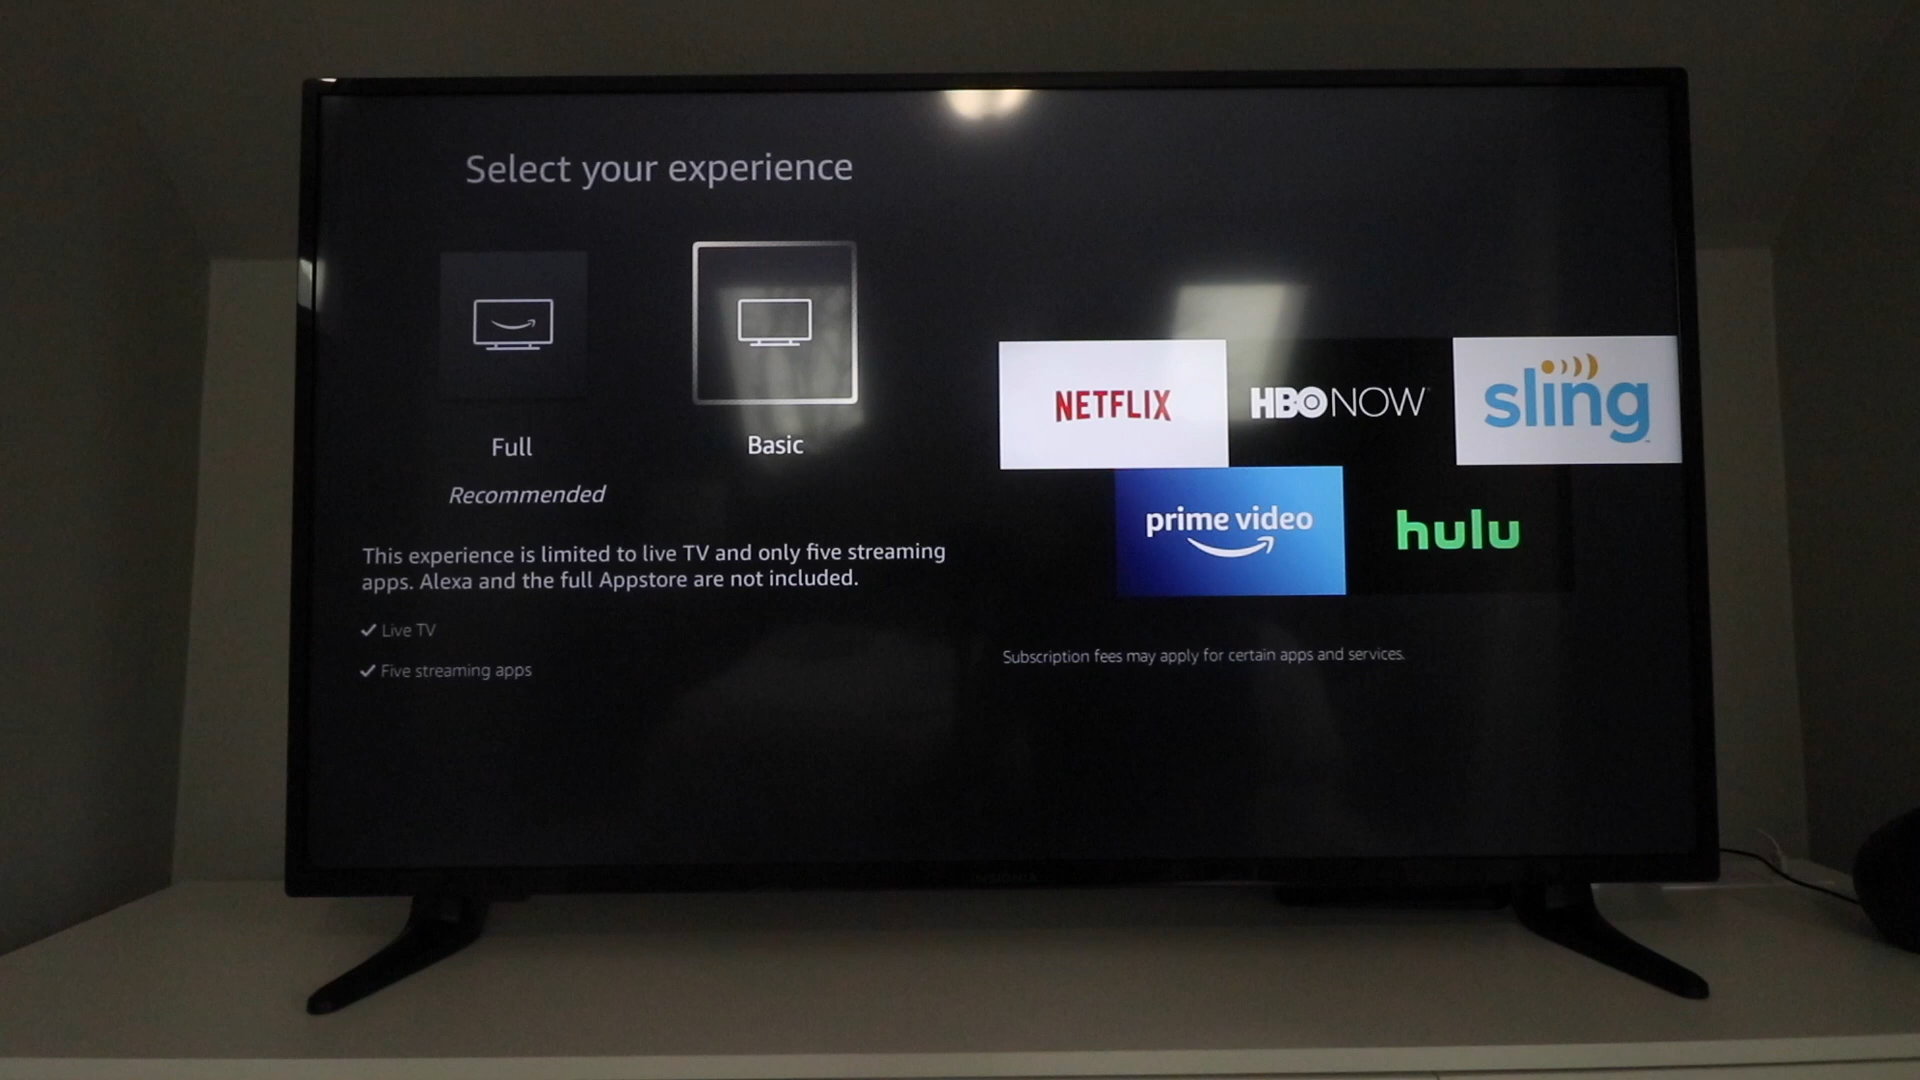 Select your experience
Full
Basic
Recommended
This experience is limited to live TV and only five streaming
apps. Alexa and the full Appstore are not included.
✓ Live TV
✓ Five streaming apps
NETFLIX
HBO NOW
sling
prime video
hulu
Subscription fees may apply for certain apps and services.